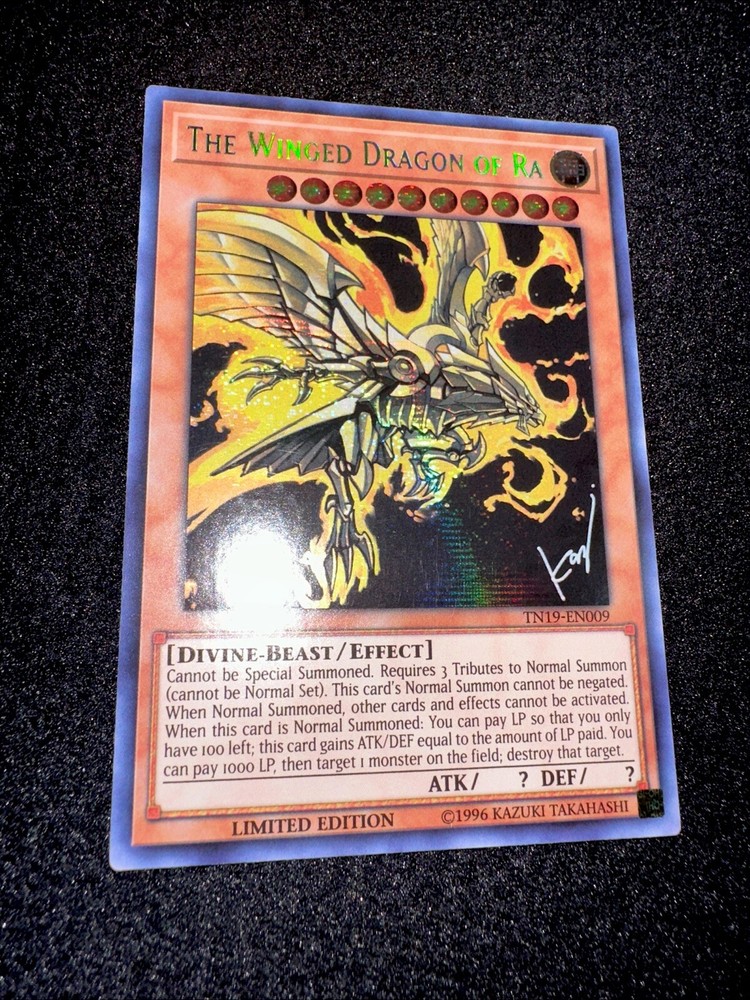 THE WINGED DRAGON OF RA
神
TN19-EN009
[DIVINE-BEAST/EFFECT]
Cannot be Special Summoned. Requires 3 Tributes to Normal Summon
(cannot be Normal Set). This card's Normal Summon cannot be negated.
When Normal Summoned, other cards and effects cannot be activated.
When this card is Normal Summoned: You can pay LP so that you only
have 100 left; this card gains ATK/DEF equal to the amount of LP paid. You
can pay 1000 LP, then target 1 monster on the field; destroy that target.
ATK/ ? DEF/ ?
LIMITED EDITION ©1996 KAZUKI TAKAHASHI